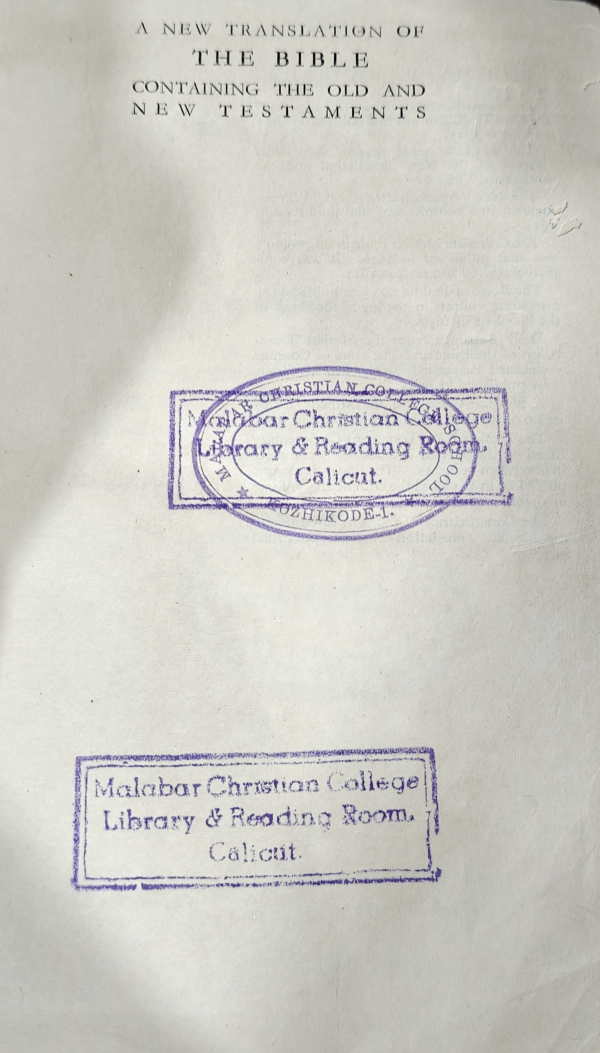 A NEW TRANSLATION OF
THE BIBLE
CONTAINING THE OLD AND
NEW TESTAMENTS
MALABAR CHRISTIAN COLLEGE SCHOOL
KOZHIKODE-1.
Malabar Christian College
Library & Reading Room.
Calicut.
Malabar Christian College
Library & Reading Room.
Calicut.